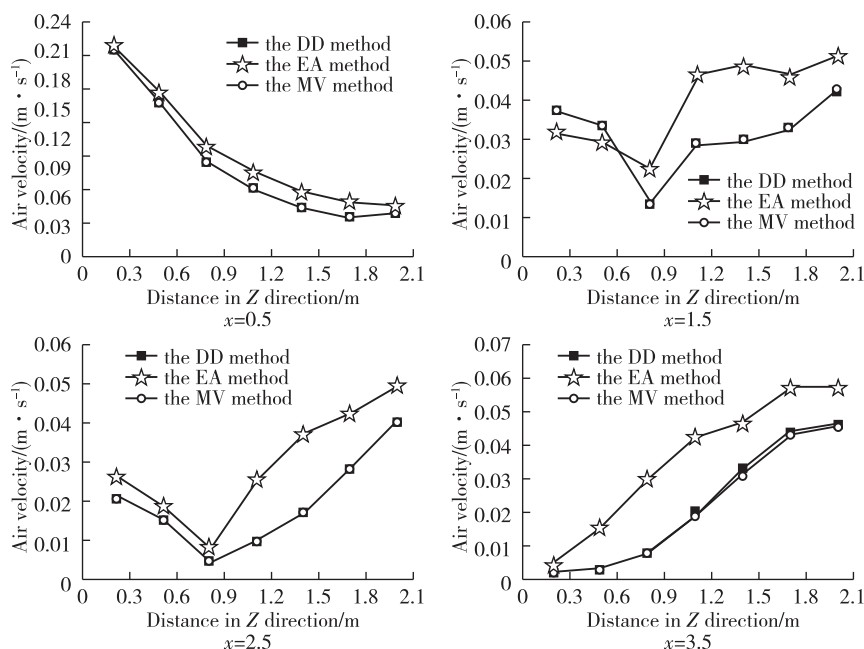 0.24
0.21
0.18
0.15
0.12
0.09
0.06
0.03
0
Air velocity/(m・s⁻¹)
the DD method
the EA method
the MV method
0 0.3 0.6 0.9 1.2 1.5 1.8 2.1
Distance in Z direction/m
x=0.5
0.06
0.05
0.04
0.03
0.02
0.01
0
Air velocity/(m・s⁻¹)
the DD method
the EA method
the MV method
0 0.3 0.6 0.9 1.2 1.5 1.8 2.1
Distance in Z direction/m
x=1.5
0.06
0.05
0.04
0.03
0.02
0.01
0
Air velocity/(m・s⁻¹)
the DD method
the EA method
the MV method
0 0.3 0.6 0.9 1.2 1.5 1.8 2.1
Distance in Z direction/m
x=2.5
0.07
0.06
0.05
0.04
0.03
0.02
0.01
0
Air velocity/(m・s⁻¹)
the DD method
the EA method
the MV method
0 0.3 0.6 0.9 1.2 1.5 1.8 2.1
Distance in Z direction/m
x=3.5